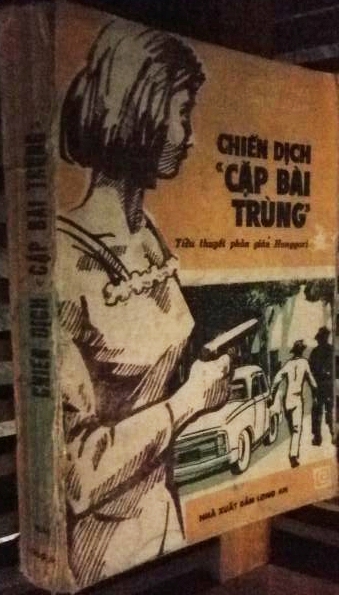 CHIẾN DỊCH
"CẶP BÀI
TRÙNG"
Tiểu thuyết phản gián Hunggari
NHÀ XUẤT BẢN LONG AN
CHIẾN DỊCH "CẶP BÀI TRÙNG"